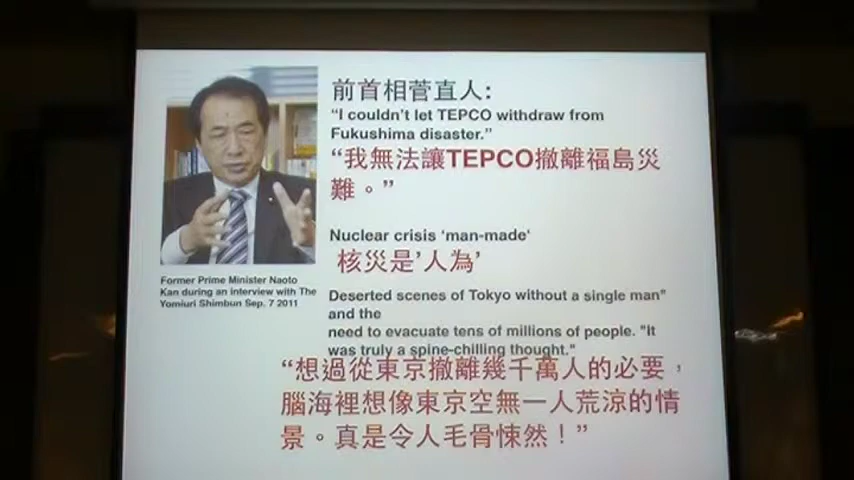 前首相菅直人:
“I couldn't let TEPCO withdraw from
Fukushima disaster.”
“我無法讓TEPCO撤離福島災
難。”
Nuclear crisis ‘man-made‘
核災是’人為’
Former Prime Minister Naoto
Kan during an interview with The
Yomiuri Shimbun Sep. 7 2011
Deserted scenes of Tokyo without a single man"
and the
need to evacuate tens of millions of people. "It
was truly a spine-chilling thought."
“想過從東京撤離幾千萬人的必要，
腦海裡想像東京空無一人荒涼的情
景。真是令人毛骨悚然！”